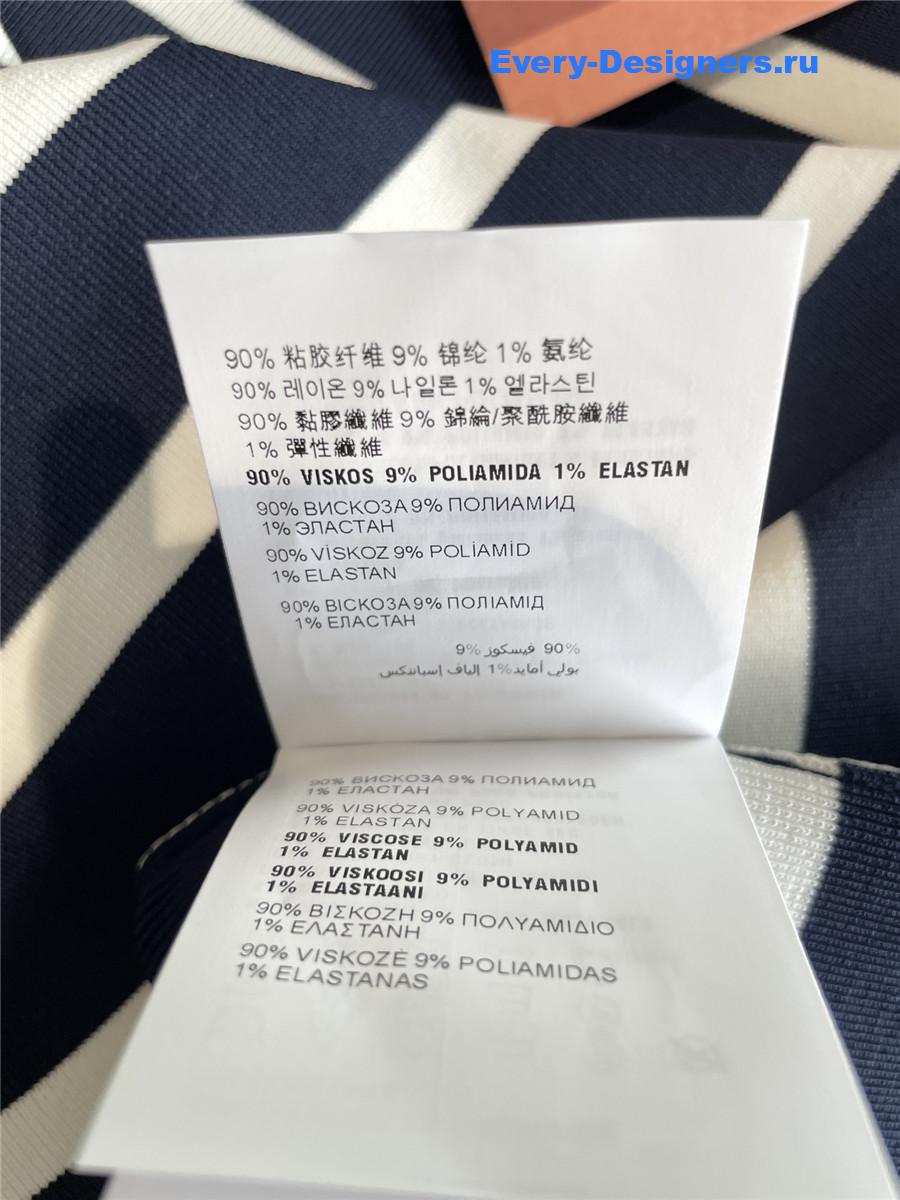 Every-Designers.ru
90% 粘胶纤维 9% 锦纶 1% 氨纶
90% 레이온 9% 나일론 1% 엘라스틴
90% 黏膠纖維 9% 錦綸/聚酰胺纖維
1% 彈性纖維
90% VISKOS 9% POLIAMIDA 1% ELASTAN
90% ВИСКОЗА 9% ПОЛИАМИД
1% ЭЛАСТАН
90% VİSKOZ 9% POLİAMİD
1% ELASTAN
90% ВІСКОЗА 9% ПОЛІАМІД
1% ЕЛАСТАН
90% فيسكوز 9%
بولي أمايد 1% الياف إسباندكس
90% ВИСКОЗА 9% ПОЛИАМИД
1% ЕЛАСТАН
90% VISKÓZA 9% POLYAMID
1% ELASTAN
90% VISCOSE 9% POLYAMID
1% ELASTAN
90% VISKOOSI 9% POLYAMIDI
1% ELASTAANI
90% ΒΙΣΚΟΖΗ 9% ΠΟΛΥΑΜΙΔΙΟ
1% ΕΛΑΣΤΑΝΗ
90% VISKOZĖ 9% POLIAMIDAS
1% ELASTANAS